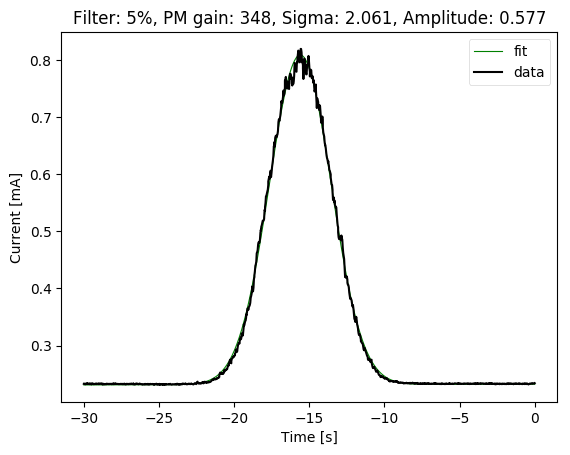 Filter: 5%, PM gain: 348, Sigma: 2.061, Amplitude: 0.577
fit
data
0.8
0.7
0.6
0.5
0.4
0.3
Current [mA]
−30 −25 −20 −15 −10 −5 0
Time [s]